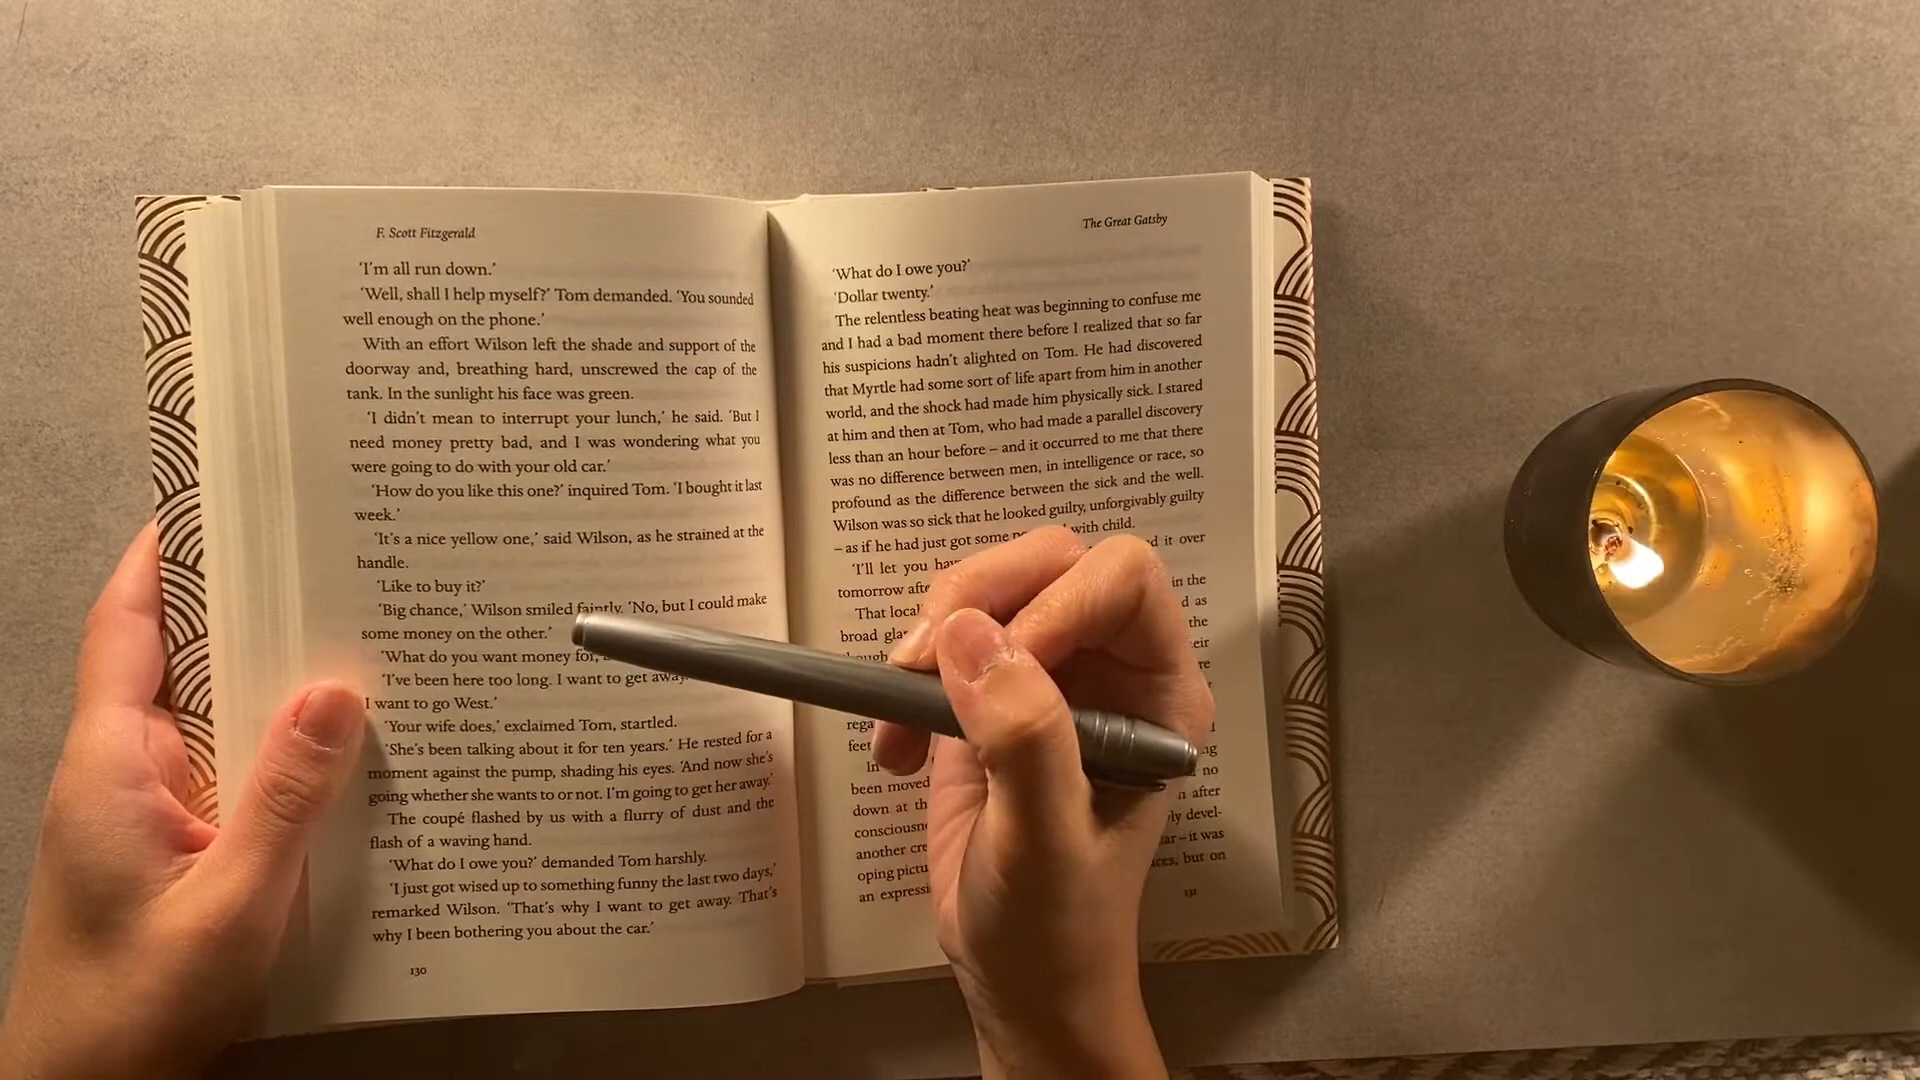 F. Scott Fitzgerald
‘I’m all run down.’
‘Well, shall I help myself?’ Tom demanded. ‘You sounded
well enough on the phone.’
With an effort Wilson left the shade and support of the
doorway and, breathing hard, unscrewed the cap of the
tank. In the sunlight his face was green.
‘I didn’t mean to interrupt your lunch,’ he said. ‘But I
need money pretty bad, and I was wondering what you
were going to do with your old car.’
‘How do you like this one?’ inquired Tom. ‘I bought it last
week.’
‘It’s a nice yellow one,’ said Wilson, as he strained at the
handle.
‘Like to buy it?’
‘Big chance,’ Wilson smiled faintly. ‘No, but I could make
some money on the other.’
‘What do you want money for,
‘I’ve been here too long. I want to get away.
I want to go West.’
‘Your wife does,’ exclaimed Tom, startled.
‘She’s been talking about it for ten years.’ He rested for a
moment against the pump, shading his eyes. ‘And now she’s
going whether she wants to or not. I’m going to get her away.’
The coupé flashed by us with a flurry of dust and the
flash of a waving hand.
‘What do I owe you?’ demanded Tom harshly.
‘I just got wised up to something funny the last two days,’
remarked Wilson. ‘That’s why I want to get away. That’s
why I been bothering you about the car.’
130
The Great Gatsby
‘What do I owe you?’
‘Dollar twenty.’
The relentless beating heat was beginning to confuse me
and I had a bad moment there before I realized that so far
his suspicions hadn’t alighted on Tom. He had discovered
that Myrtle had some sort of life apart from him in another
world, and the shock had made him physically sick. I stared
at him and then at Tom, who had made a parallel discovery
less than an hour before – and it occurred to me that there
was no difference between men, in intelligence or race, so
profound as the difference between the sick and the well.
Wilson was so sick that he looked guilty, unforgivably guilty
– as if he had just got some with child.
‘I’ll let you it over
tomorrow in the
That as
broad the
been moved no
down at after
devel-
another – it was
oping but on
an
131